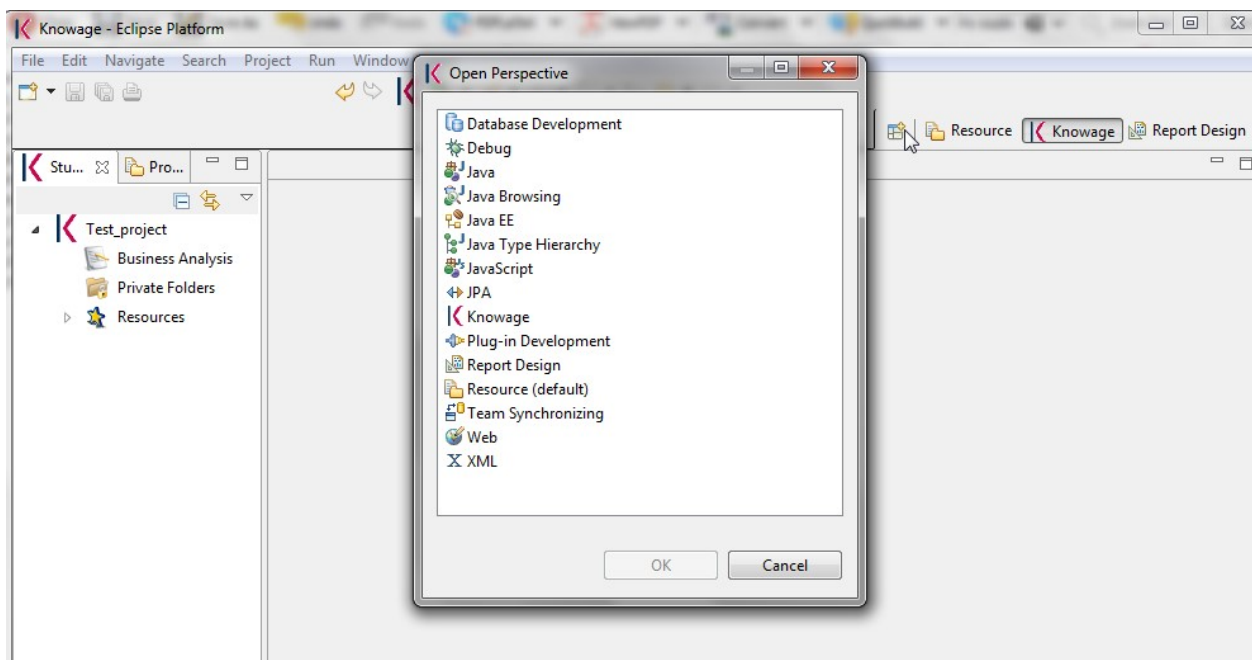 Knowage - Eclipse Platform
File Edit Navigate Search Project Run Window
Open Perspective
Resource Knowage Report Design
Stu... Pro...
Test_project
Business Analysis
Private Folders
Resources
Database Development
Debug
Java
Java Browsing
Java EE
Java Type Hierarchy
JavaScript
JPA
Knowage
Plug-in Development
Report Design
Resource (default)
Team Synchronizing
Web
XML
OK Cancel